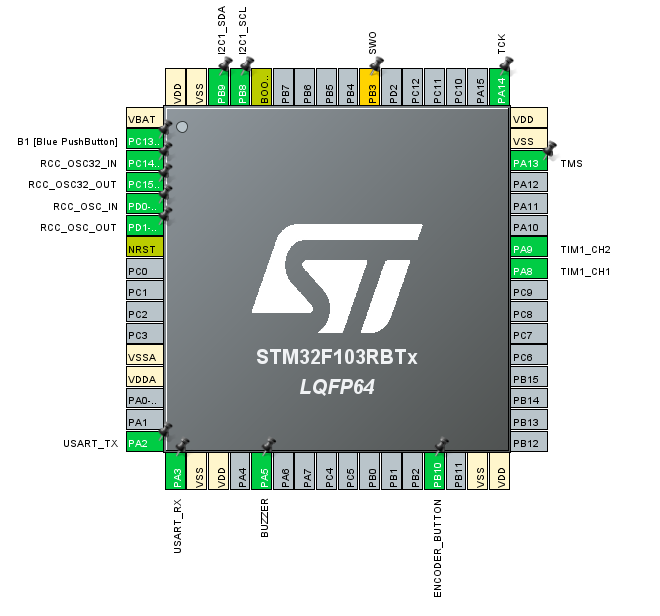 I2C1_SDA
I2C1_SCL
SWO
TCK
VDD
VSS
PB9
PB8
BOO..
PB7
PB6
PB5
PB4
PB3
PD2
PC12
PC11
PC10
PA15
PA14
VBAT
B1 [Blue PushButton] PC13..
RCC_OSC32_IN PC14..
RCC_OSC32_OUT PC15..
RCC_OSC_IN PD0-..
RCC_OSC_OUT PD1-..
NRST
PC0
PC1
PC2
PC3
VSSA
VDDA
PA0-..
PA1
USART_TX PA2
VDD
VSS
PA13 TMS
PA12
PA11
PA10
PA9 TIM1_CH2
PA8 TIM1_CH1
PC9
PC8
PC7
PC6
PB15
PB14
PB13
PB12
STM32F103RBTx
LQFP64
PA3
VSS
VDD
PA4
PA5
PA6
PA7
PC4
PC5
PB0
PB1
PB2
PB10
PB11
VSS
VDD
USART_RX
BUZZER
ENCODER_BUTTON